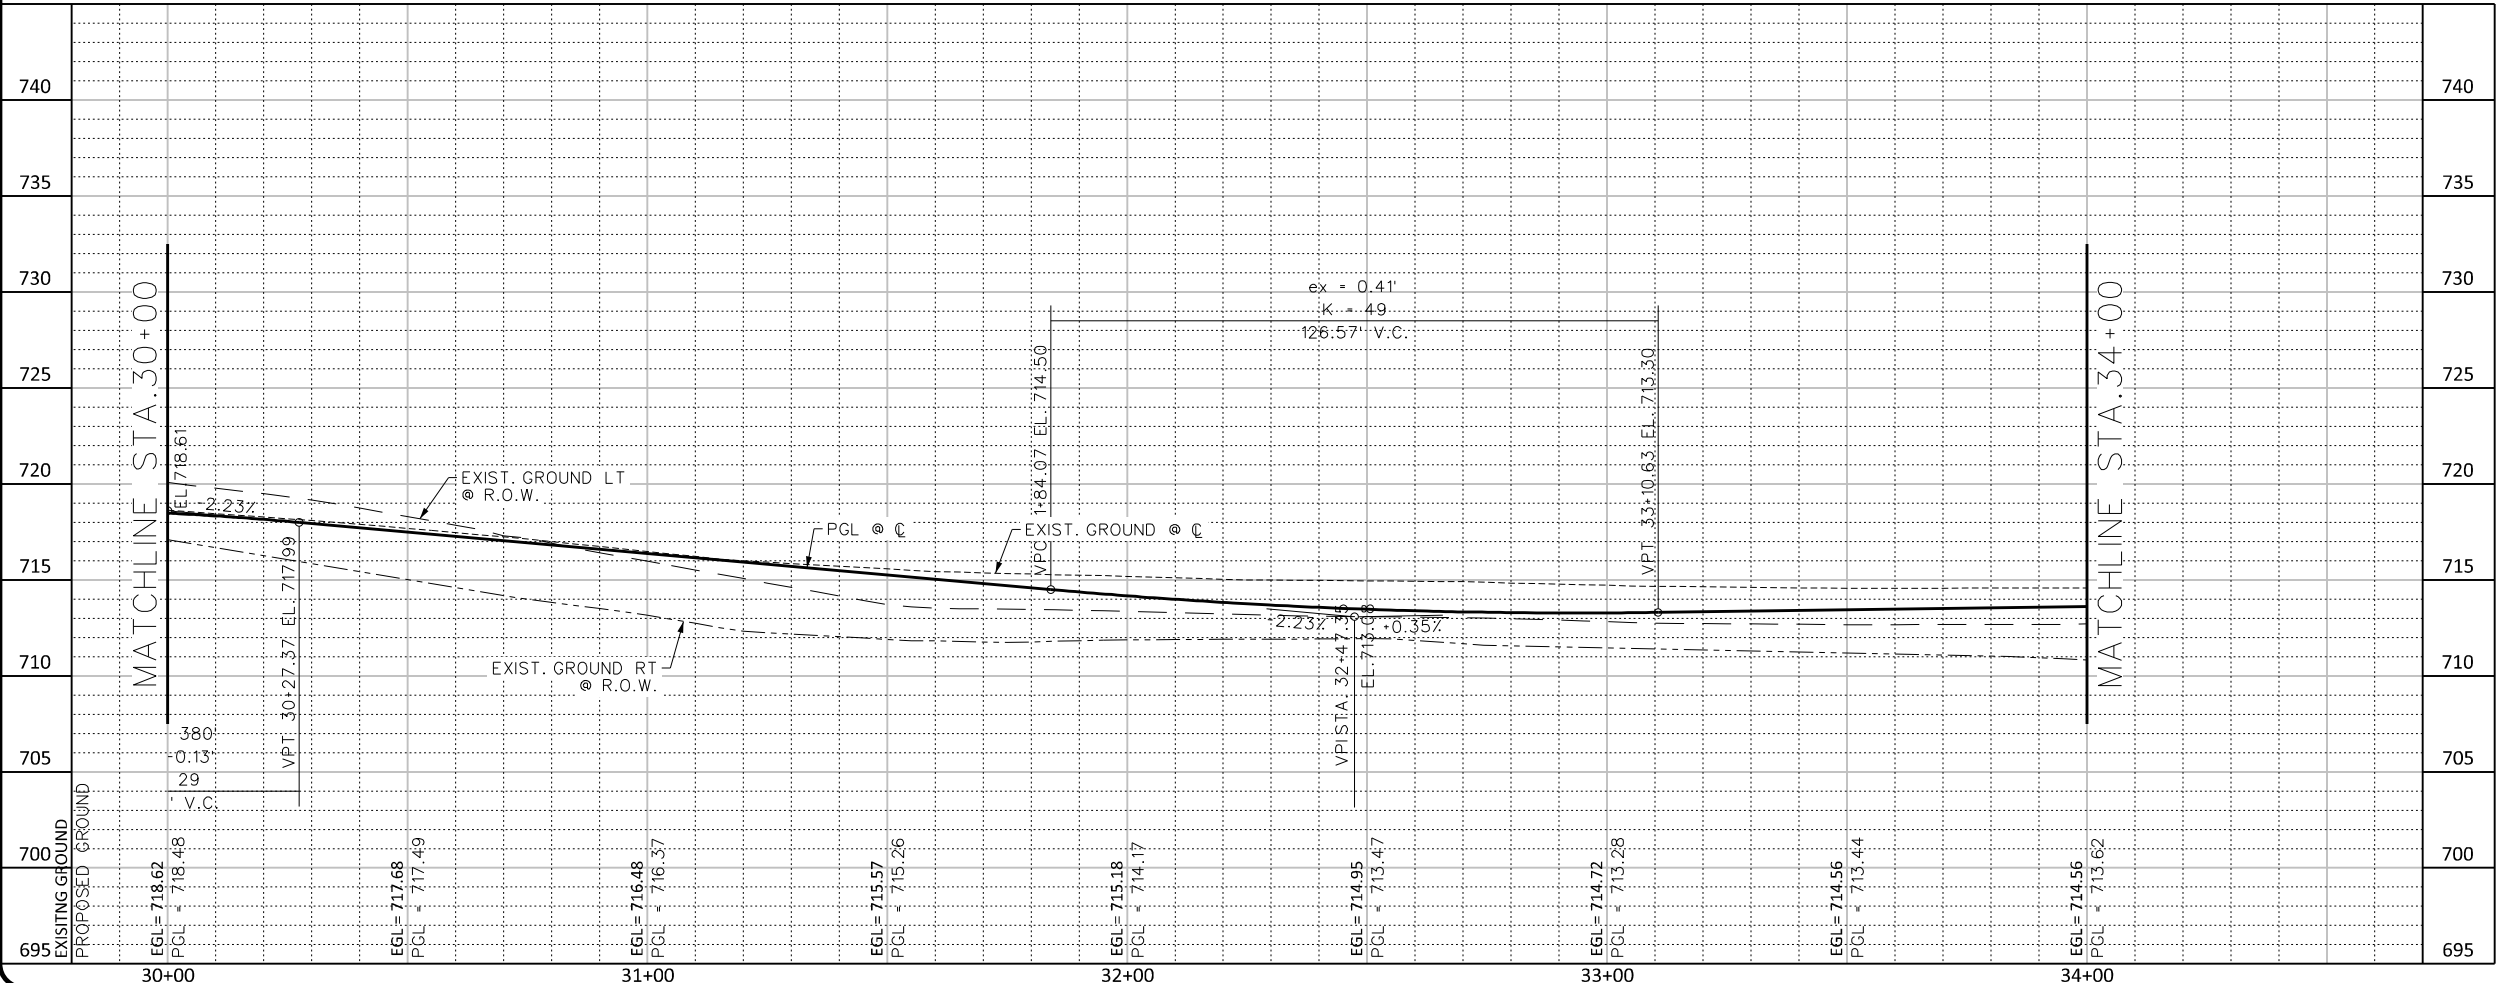 740
735
730
725
720
715
710
705
700
695
740
735
730
725
720
715
710
705
700
695
MATCHLINE STA.30+00
EL 718.61
-2.23%
VPT 30+27.37 EL. 717.99
380'
-0.13'
29
' V.C.
EXIST. GROUND LT
@ R.O.W.
EXIST. GROUND RT
@ R.O.W.
PGL @ ℄
EXIST. GROUND @ ℄
VPC 1+84.07 EL. 714.50
ex = 0.41'
K = 49
126.57' V.C.
VPT 33+10.63 EL. 713.30
-2.23%
+0.35%
VPI STA. 32+47.35
EL. 713.08
MATCHLINE STA.34+00
EXISITNG GROUND
PROPOSED GROUND
EGL= 718.62
PGL = 718.48
EGL= 717.68
PGL = 717.49
EGL= 716.48
PGL = 716.37
EGL= 715.57
PGL = 715.26
EGL= 715.18
PGL = 714.17
EGL= 714.95
PGL = 713.47
EGL= 714.72
PGL = 713.28
EGL= 714.56
PGL = 713.44
EGL= 714.56
PGL = 713.62
30+00
31+00
32+00
33+00
34+00